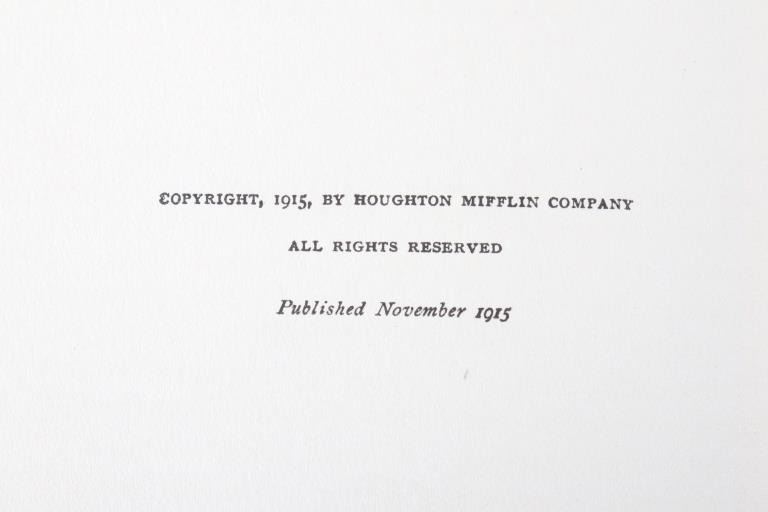 COPYRIGHT, 1915, BY HOUGHTON MIFFLIN COMPANY
ALL RIGHTS RESERVED
Published November 1915